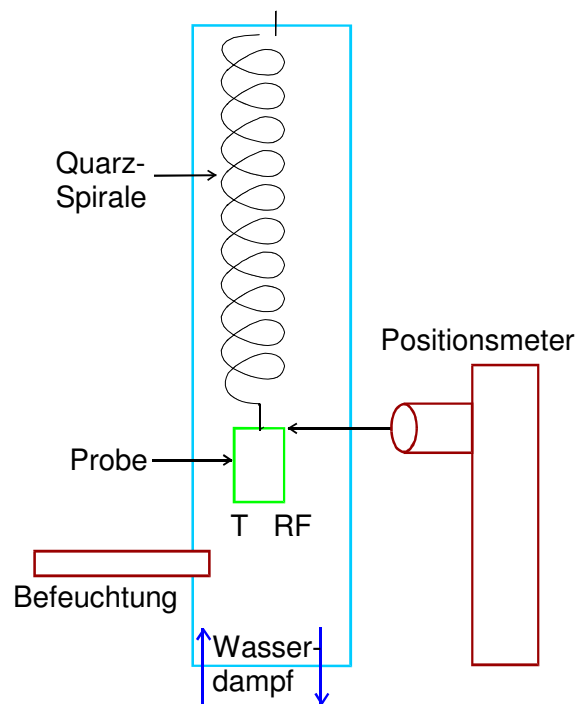 Quarz-
Spirale
Positionsmeter
Probe
T RF
Befeuchtung
Wasser-
dampf